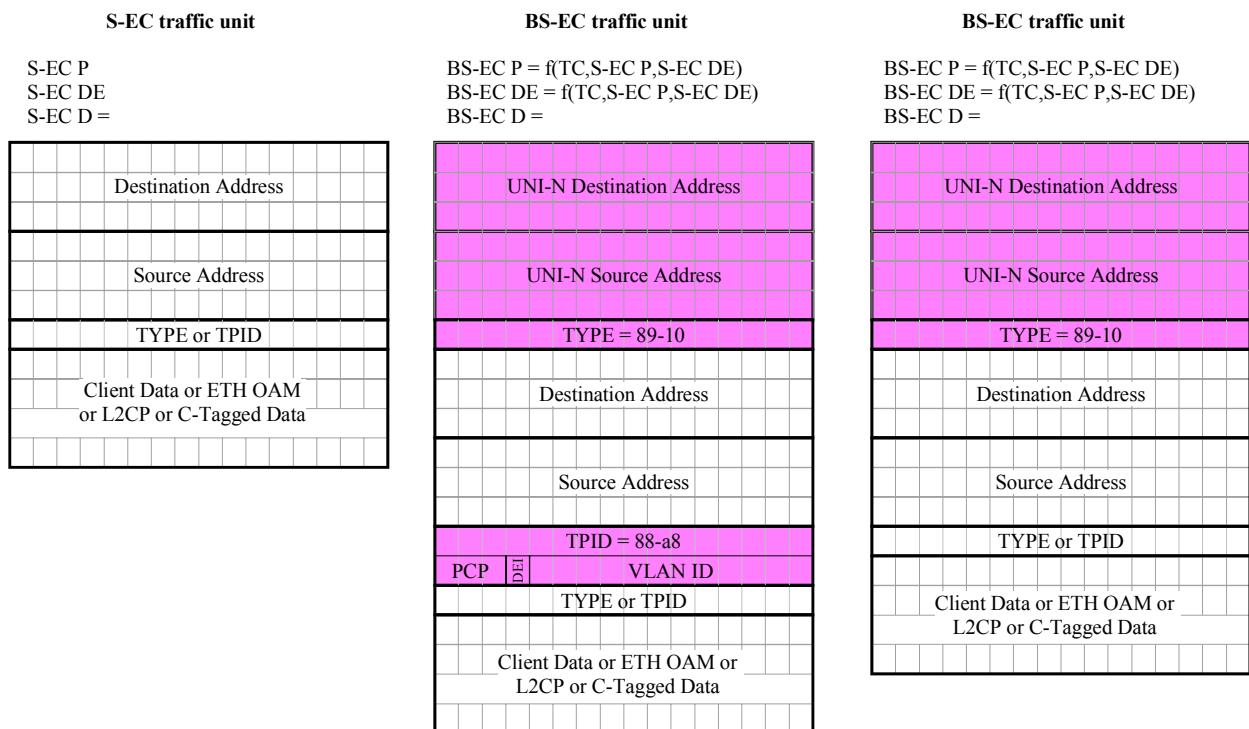 S-EC traffic unit
S-EC P
S-EC DE
S-EC D =
Destination Address
Source Address
TYPE or TPID
Client Data or ETH OAM
or L2CP or C-Tagged Data
BS-EC traffic unit
BS-EC P = f(TC,S-EC P,S-EC DE)
BS-EC DE = f(TC,S-EC P,S-EC DE)
BS-EC D =
UNI-N Destination Address
UNI-N Source Address
TYPE = 89-10
Destination Address
Source Address
TPID = 88-a8
PCP DEI VLAN ID
TYPE or TPID
Client Data or ETH OAM or
L2CP or C-Tagged Data
BS-EC traffic unit
BS-EC P = f(TC,S-EC P,S-EC DE)
BS-EC DE = f(TC,S-EC P,S-EC DE)
BS-EC D =
UNI-N Destination Address
UNI-N Source Address
TYPE = 89-10
Destination Address
Source Address
TYPE or TPID
Client Data or ETH OAM or
L2CP or C-Tagged Data